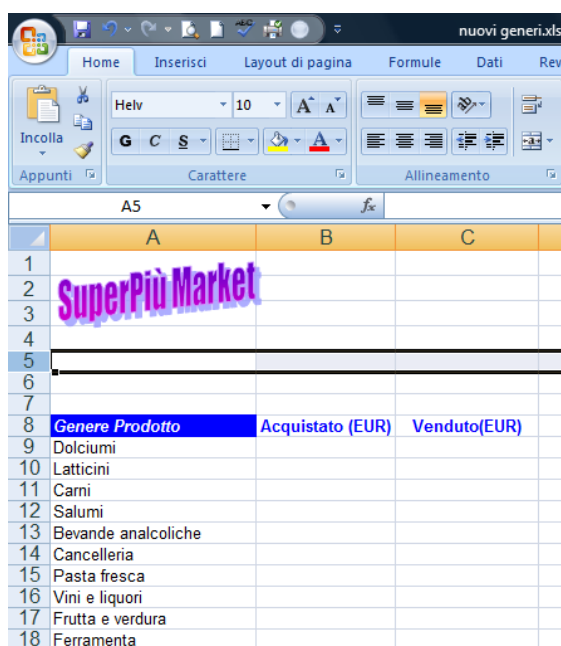 nuovi generi.xls
Home Inserisci Layout di pagina Formule Dati Rev
Incolla
Helv 10
G C S
Appunti Carattere Allineamento
A5 fx
A B C
1
2 SuperPiù Market
3
4
5
6
7
8 Genere Prodotto Acquistato (EUR) Venduto(EUR)
9 Dolciumi
10 Latticini
11 Carni
12 Salumi
13 Bevande analcoliche
14 Cancelleria
15 Pasta fresca
16 Vini e liquori
17 Frutta e verdura
18 Ferramenta